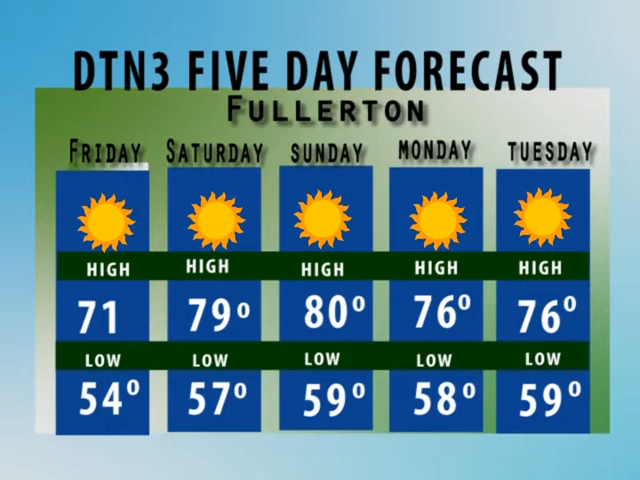 DTN3 FIVE DAY FORECAST
FULLERTON
FRIDAY SATURDAY SUNDAY MONDAY TUESDAY
HIGH HIGH HIGH HIGH HIGH
71 79º 80º 76º 76º
LOW LOW LOW LOW LOW
54º 57º 59º 58º 59º